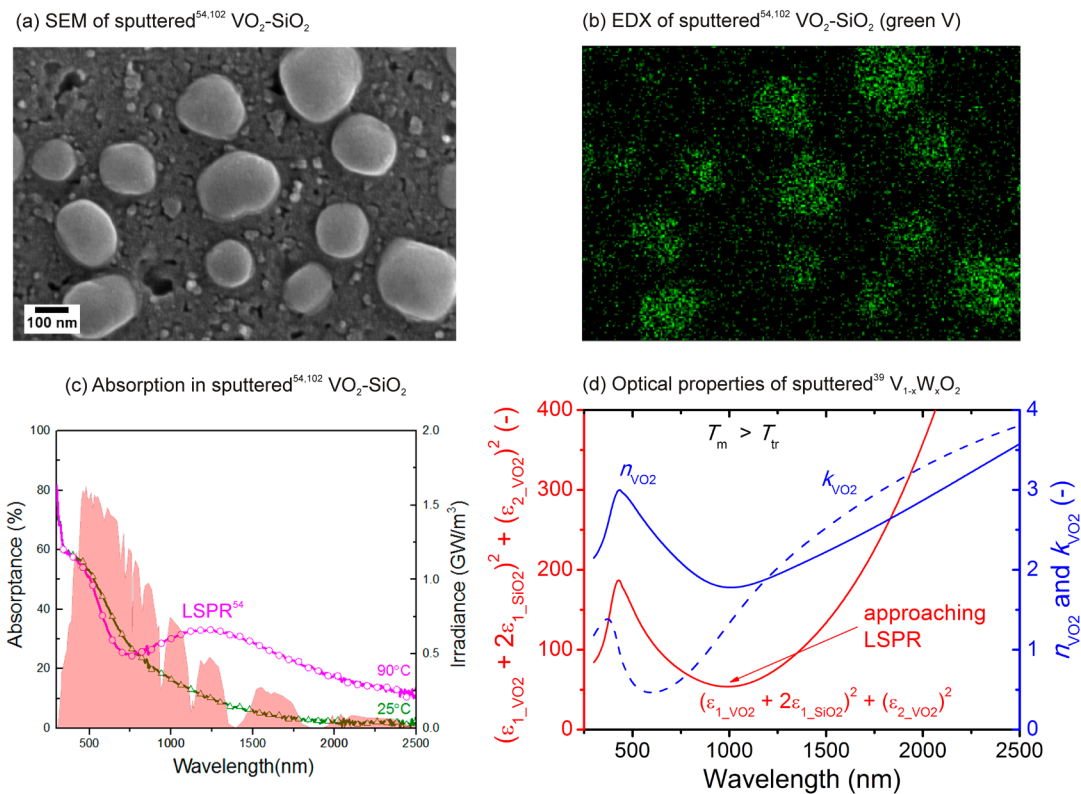 (a) SEM of sputtered54,102 VO2-SiO2
(b) EDX of sputtered54,102 VO2-SiO2 (green V)
100 nm
(c) Absorption in sputtered54,102 VO2-SiO2
100
80
60
40
20
0
Absorptance (%)
2.0
1.5
1.0
0.5
0.0
Irradiance (GW/m3)
LSPR54
90°C
25°C
500
1000
1500
2000
2500
Wavelength(nm)
(d) Optical properties of sputtered39 V1-xWxO2
400
300
200
100
50
0
(ε1_VO2 + 2ε1_SiO2)2 + (ε2_VO2)2 (-)
Tm > Ttr
nVO2
kVO2
approaching
LSPR
(ε1_VO2 + 2ε1_SiO2)2 + (ε2_VO2)2
4
3
2
1
0
nVO2 and kVO2 (-)
500
1000
1500
2000
2500
Wavelength (nm)